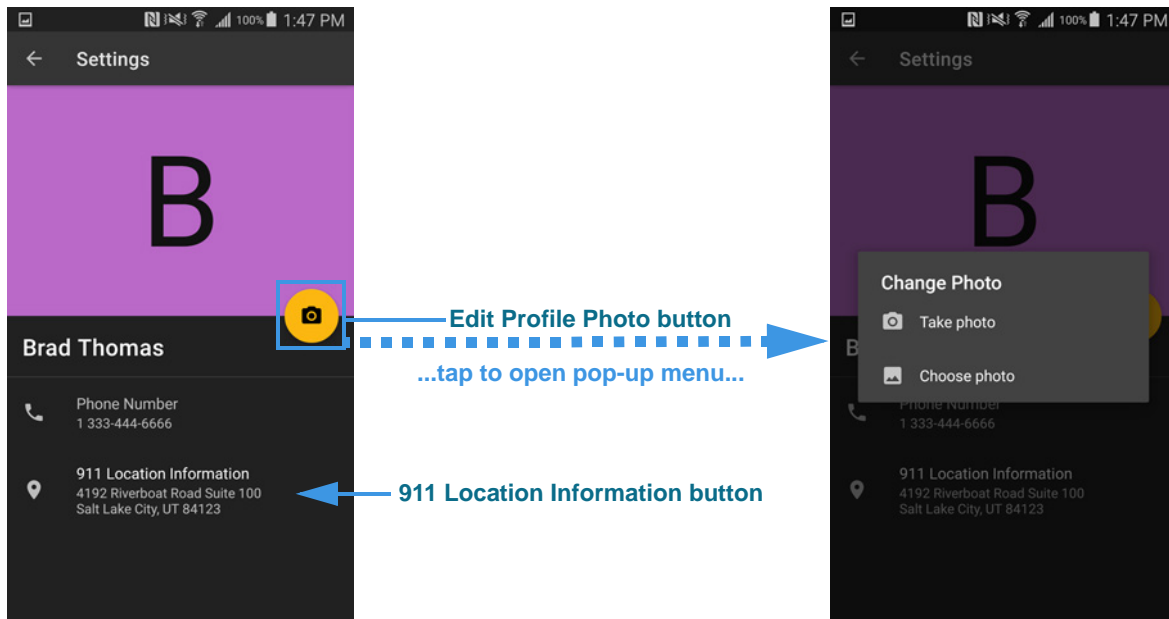 100% 1:47 PM
Settings
B
Brad Thomas
Phone Number
1 333-444-6666
911 Location Information
4192 Riverboat Road Suite 100
Salt Lake City, UT 84123
Edit Profile Photo button
...tap to open pop-up menu...
911 Location Information button
100% 1:47 PM
Settings
B
Change Photo
Take photo
Choose photo
B
Phone Number
1 333-444-6666
911 Location Information
4192 Riverboat Road Suite 100
Salt Lake City, UT 84123